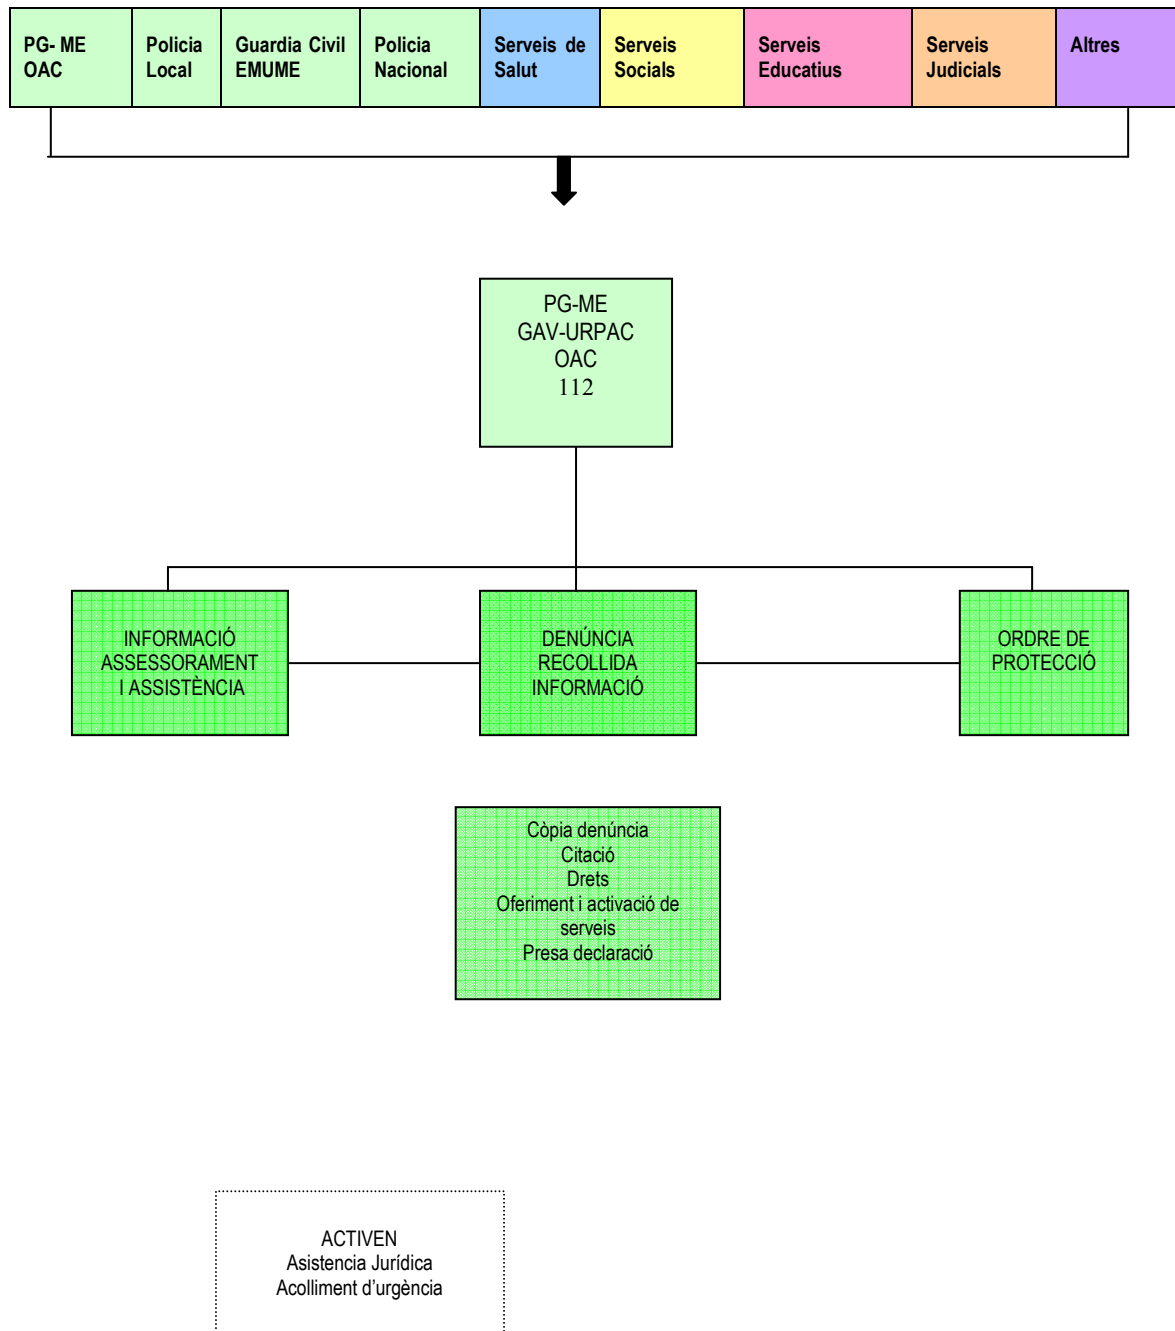 PG- ME
OAC
Policia
Local
Guardia Civil
EMUME
Policia
Nacional
Serveis de
Salut
Serveis
Socials
Serveis
Educatius
Serveis
Judicials
Altres
PG-ME
GAV-URPAC
OAC
112
INFORMACIÓ
ASSESSORAMENT
I ASSISTÈNCIA
DENÚNCIA
RECOLLIDA
INFORMACIÓ
ORDRE DE
PROTECCIÓ
Còpia denúncia
Citació
Drets
Oferiment i activació de
serveis
Presa declaració
ACTIVEN
Asistencia Jurídica
Acolliment d'urgència